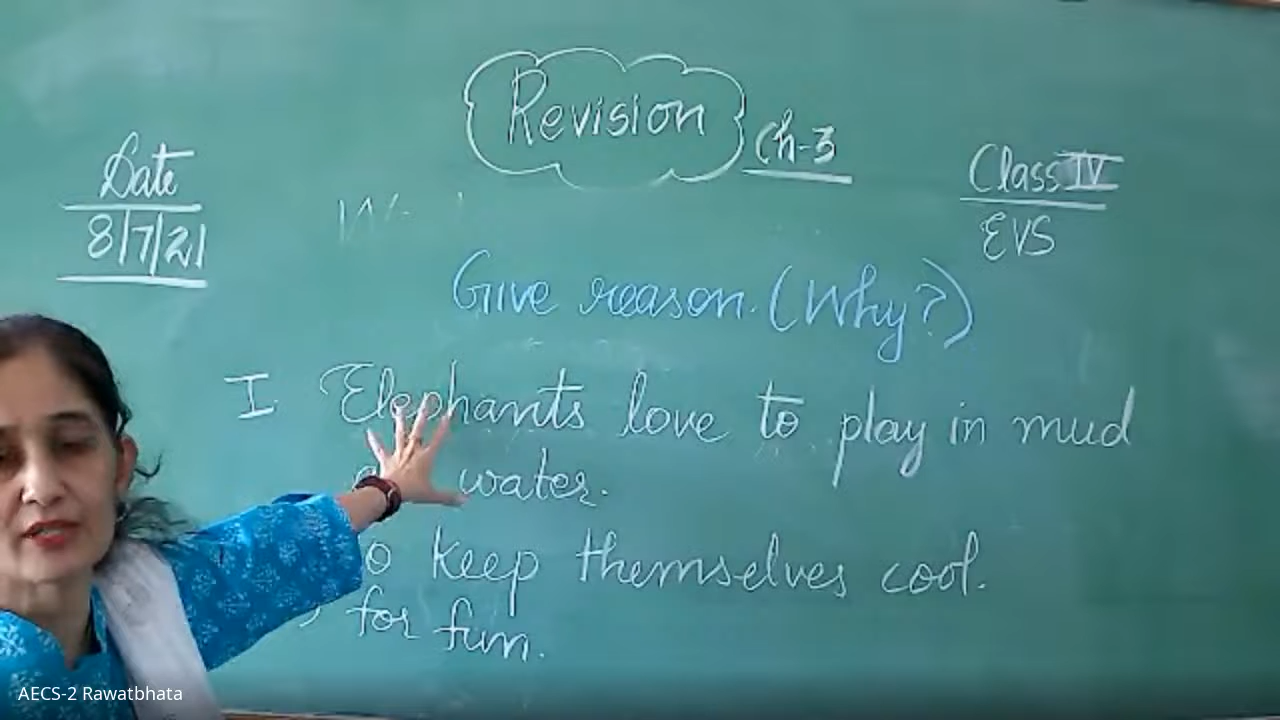 Revision
Ch-3
Date
8/7/21
Class IV
EVS
Give reason. (Why?)
I. Elephants love to play in mud
water.
keep themselves cool.
for fun.
AECS-2 Rawatbhata